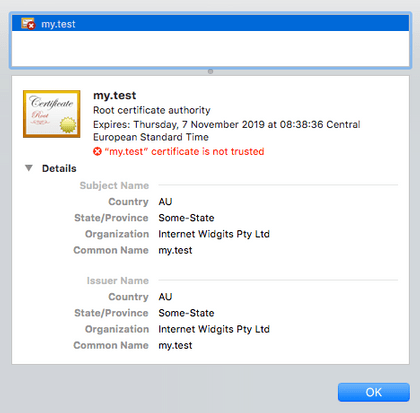 my.test
Certificate
Root
my.test
Root certificate authority
Expires: Thursday, 7 November 2019 at 08:38:36 Central
European Standard Time
“my.test” certificate is not trusted
Details
Subject Name
Country AU
State/Province Some-State
Organization Internet Widgits Pty Ltd
Common Name my.test
Issuer Name
Country AU
State/Province Some-State
Organization Internet Widgits Pty Ltd
Common Name my.test
OK